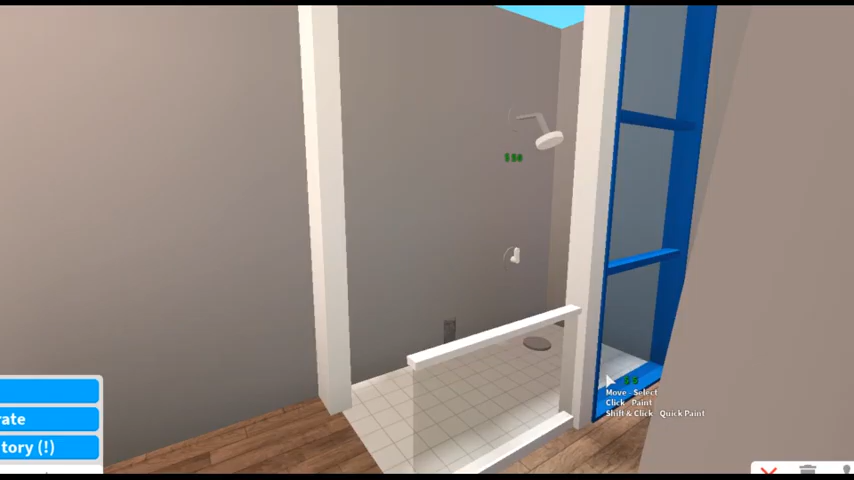 rate
tory (!)
Move - Select
Click - Paint
Shift & Click - Quick Paint